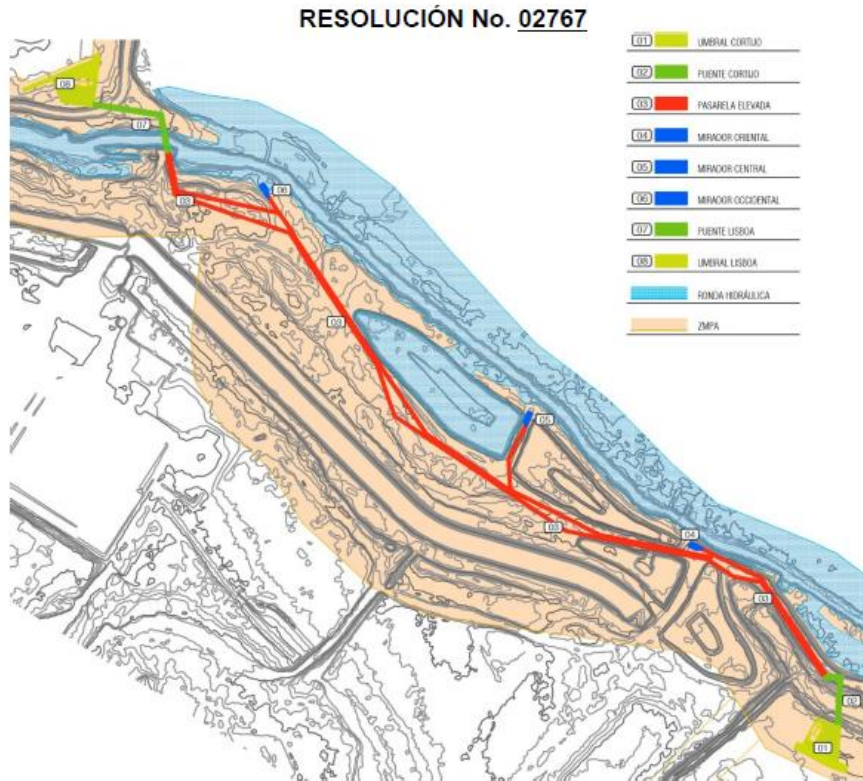 RESOLUCIÓN No. 02767
01 UMBRAL CORTIJO
02 PUENTE CORTIJO
03 PASARELA ELEVADA
04 MIRADOR ORIENTAL
05 MIRADOR CENTRAL
06 MIRADOR OCCIDENTAL
07 PUENTE LISBOA
08 UMBRAL LISBOA
RONDA HIDRÁULICA
ZMPA
08
07
06
03
03
05
03
04
03
02
01